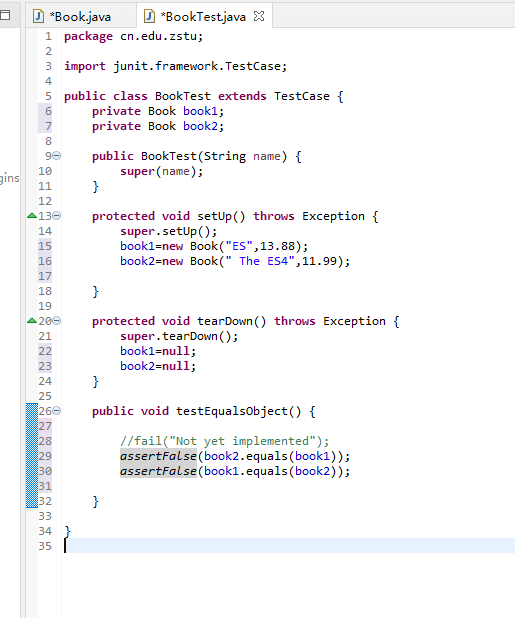 *Book.java *BookTest.java
1 package cn.edu.zstu;
2
3 import junit.framework.TestCase;
4
5 public class BookTest extends TestCase {
6 private Book book1;
7 private Book book2;
8
9 public BookTest(String name) {
10 super(name);
11 }
12
gins
13 protected void setUp() throws Exception {
14 super.setUp();
15 book1=new Book("ES",13.88);
16 book2=new Book(" The ES4",11.99);
17
18 }
19
20 protected void tearDown() throws Exception {
21 super.tearDown();
22 book1=null;
23 book2=null;
24 }
25
26 public void testEqualsObject() {
27
28 //fail("Not yet implemented");
29 assertFalse(book2.equals(book1));
30 assertFalse(book1.equals(book2));
31
32 }
33
34 }
35